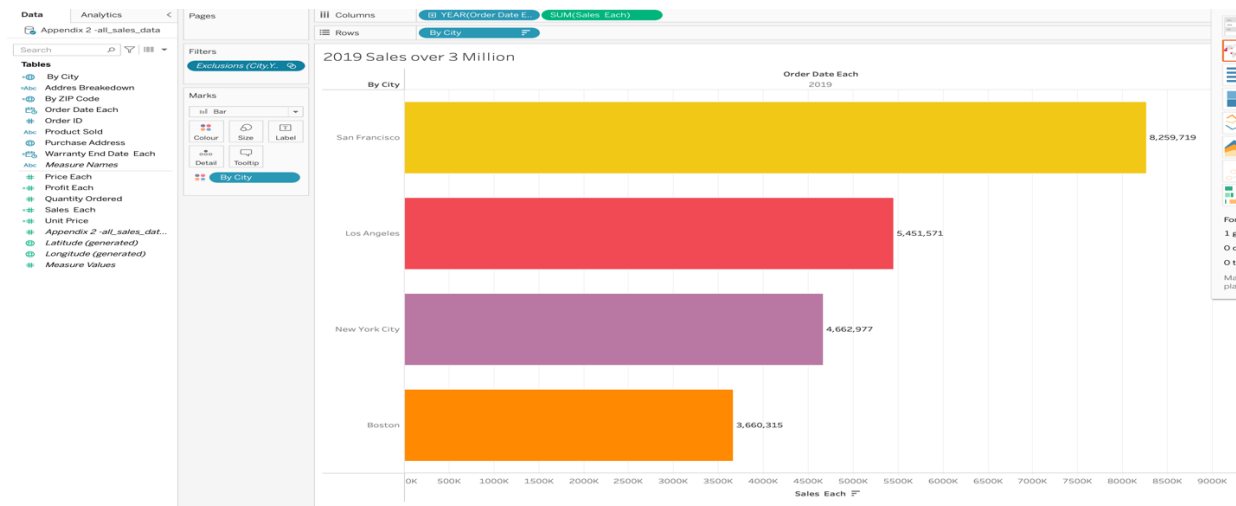 Data Analytics <
Appendix 2 -all_sales_data
Search
Tables
By City
Addres Breakdown
By ZIP Code
Order Date Each
Order ID
Product Sold
Purchase Address
Warranty End Date Each
Measure Names
Price Each
Profit Each
Quantity Ordered
Sales Each
Unit Price
Appendix 2 -all_sales_dat...
Latitude (generated)
Longitude (generated)
Measure Values
Pages
Filters
Exclusions (City,Y..
Marks
Bar
Colour Size Label
Detail Tooltip
By City
Columns YEAR(Order Date E.. SUM(Sales Each)
Rows By City
2019 Sales over 3 Million
Order Date Each
By City 2019
San Francisco 8,259,719
Los Angeles 5,451,571
New York City 4,662,977
Boston 3,660,315
0K 500K 1000K 1500K 2000K 2500K 3000K 3500K 4000K 4500K 5000K 5500K 6000K 6500K 7000K 7500K 8000K 8500K 9000K
Sales Each
For
1 g
0 d
0 t
Ma
pla